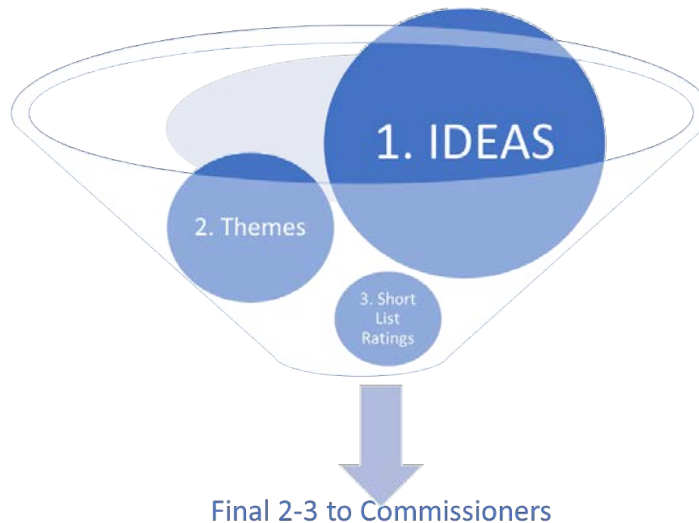 1. IDEAS
2. Themes
3. Short
List
Ratings
Final 2-3 to Commissioners